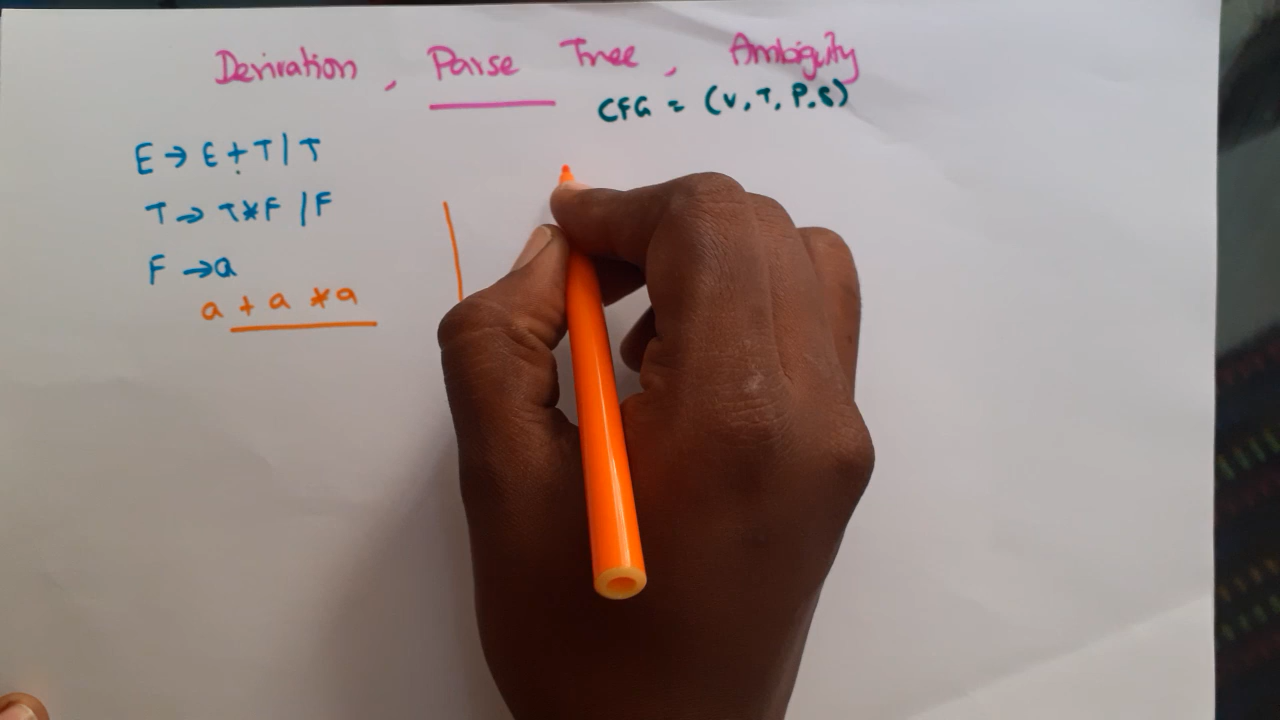 Derivation, Parse Tree, Ambiguity
CFG = (V, T, P, S)
E → E + T | T
T → T * F | F
F → a
a + a * a